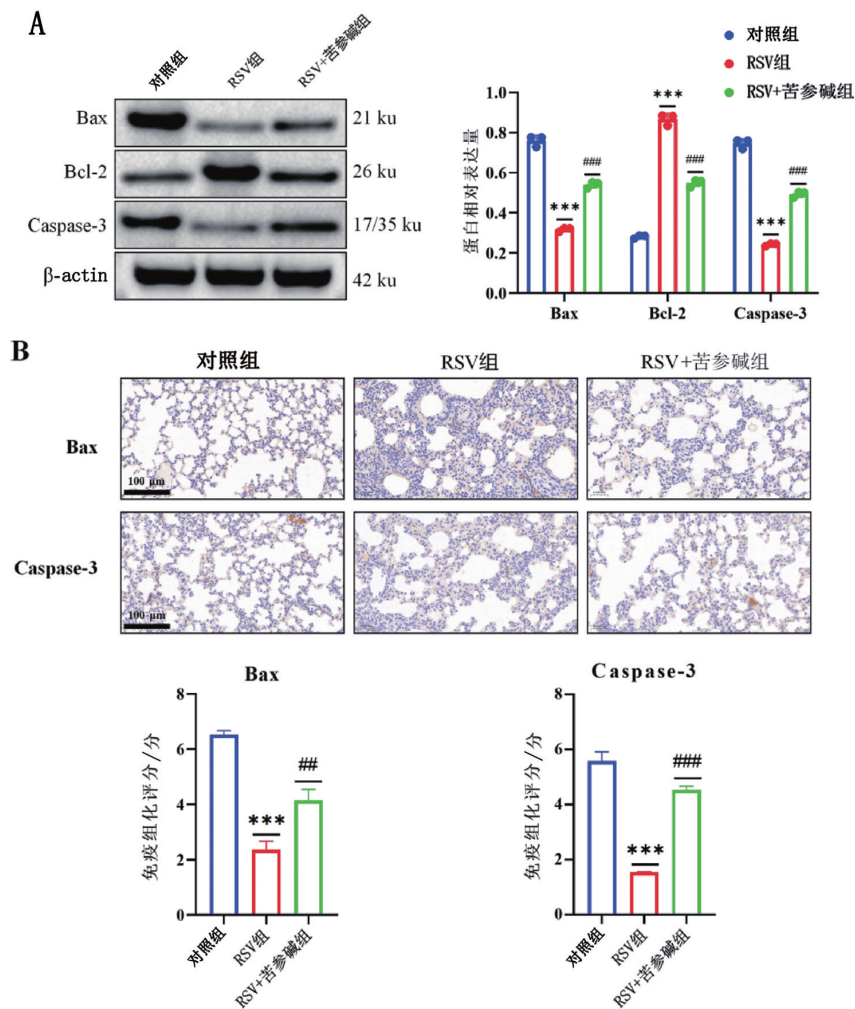 A
对照组
RSV组
RSV+苦参碱组
Bax
21 ku
Bcl-2
26 ku
Caspase-3
17/35 ku
β-actin
42 ku
对照组
RSV组
RSV+苦参碱组
蛋白相对表达量
1.0
0.8
0.6
0.4
0.2
0.0
***
###
***
###
***
###
Bax
Bcl-2
Caspase-3
B
对照组
RSV组
RSV+苦参碱组
Bax
100 μm
Caspase-3
100 μm
Bax
免疫组化评分/分
8
6
4
2
0
***
##
对照组
RSV组
RSV+苦参碱组
Caspase-3
免疫组化评分/分
8
6
4
2
0
***
###
对照组
RSV组
RSV+苦参碱组